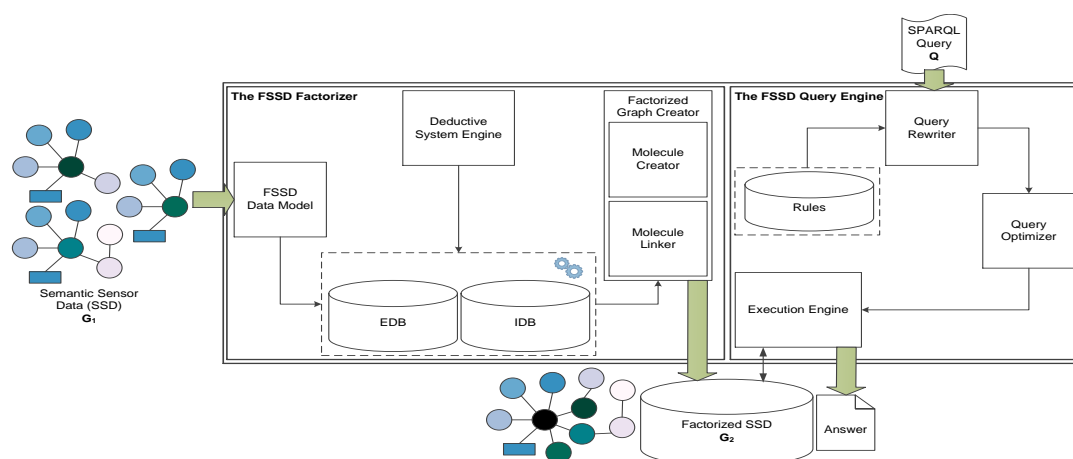 SPARQL
Query
Q
The FSSD Factorizer
Deductive
System Engine
Factorized
Graph Creator
Molecule
Creator
Molecule
Linker
FSSD
Data Model
EDB
IDB
Semantic Sensor
Data (SSD)
G1
The FSSD Query Engine
Query
Rewriter
Rules
Query
Optimizer
Execution Engine
Factorized SSD
G2
Answer